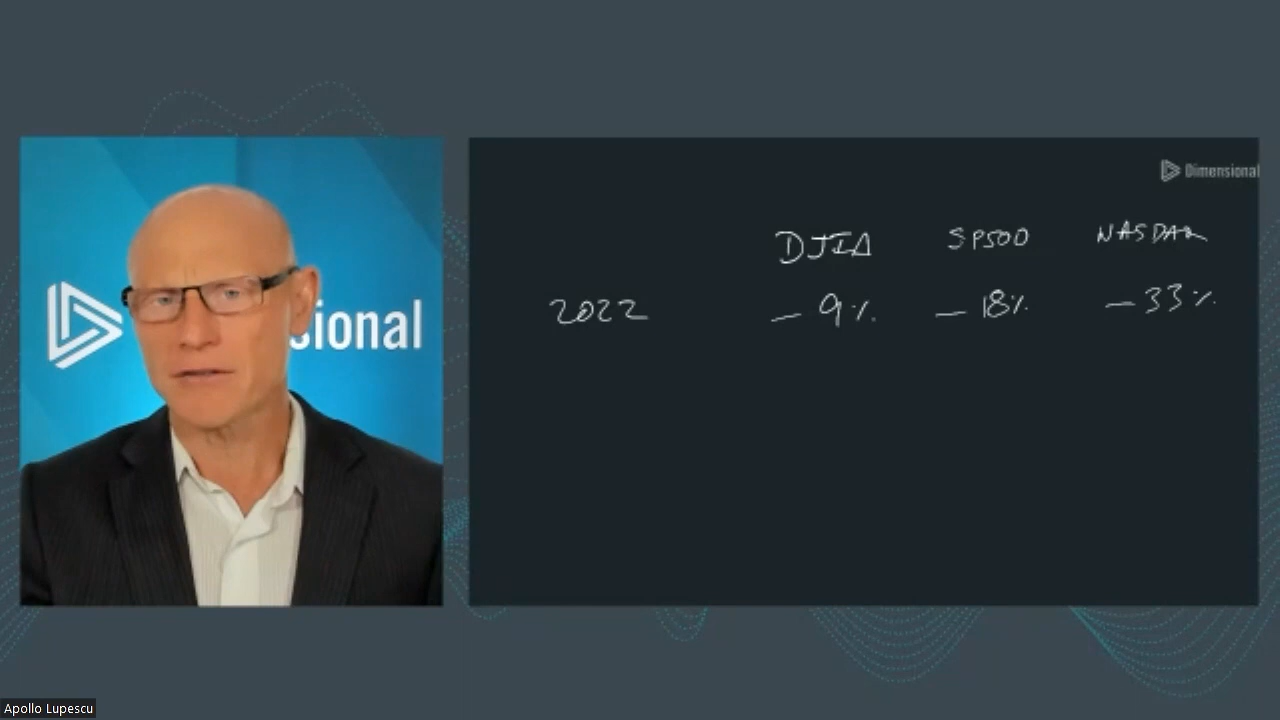 Dimensional
DJIA SP500 NASDAQ
2022 – 9% – 18% – 33%
sional
Apollo Lupescu